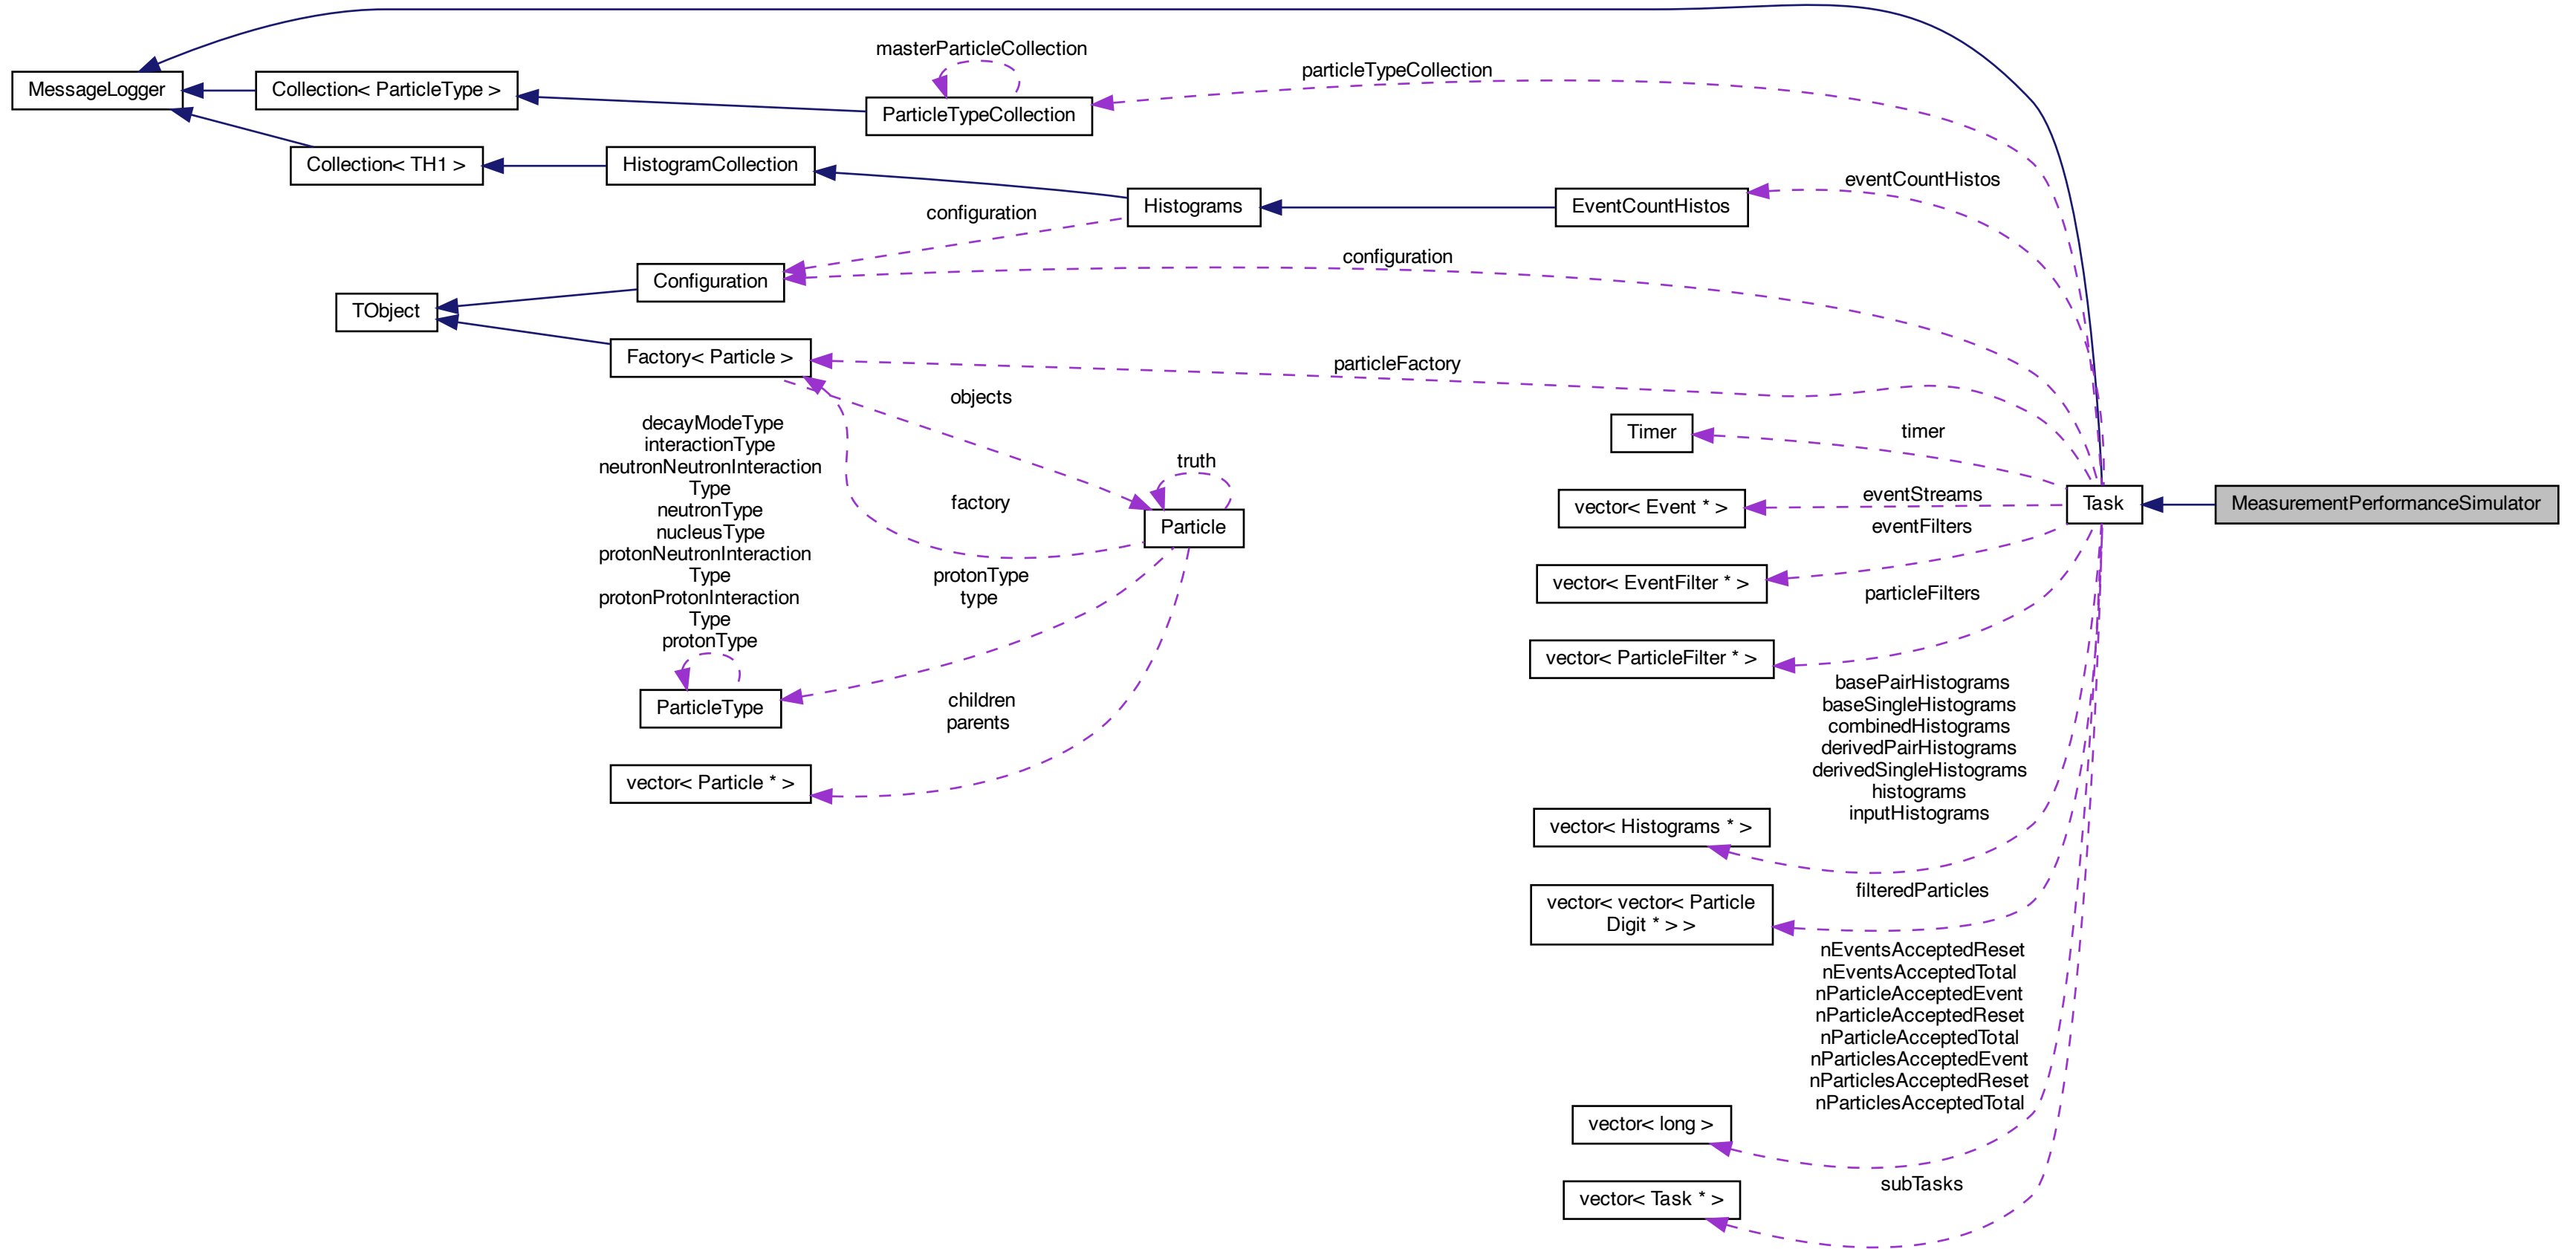 masterParticleCollection
particleTypeCollection
MessageLogger
Collection< ParticleType >
ParticleTypeCollection
Collection< TH1 >
HistogramCollection
eventCountHistos
Histograms
EventCountHistos
configuration
configuration
Configuration
TObject
Factory< Particle >
particleFactory
objects
decayModeType
interactionType
neutronNeutronInteraction
Type
neutronType
nucleusType
protonNeutronInteraction
Type
protonProtonInteraction
Type
protonType
factory
truth
Particle
protonType
type
ParticleType
children
parents
vector< Particle * >
Timer
timer
vector< Event * >
eventStreams
Task
MeasurementPerformanceSimulator
eventFilters
vector< EventFilter * >
particleFilters
vector< ParticleFilter * >
basePairHistograms
baseSingleHistograms
combinedHistograms
derivedPairHistograms
derivedSingleHistograms
histograms
inputHistograms
vector< Histograms * >
filteredParticles
vector< vector< Particle
Digit * > >
nEventsAcceptedReset
nEventsAcceptedTotal
nParticleAcceptedEvent
nParticleAcceptedReset
nParticleAcceptedTotal
nParticlesAcceptedEvent
nParticlesAcceptedReset
nParticlesAcceptedTotal
vector< long >
subTasks
vector< Task * >